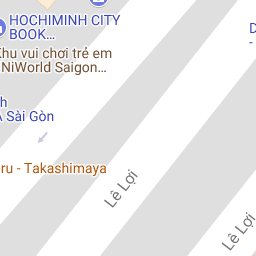 HOCHIMINH CITY
BOOK...
Khu vui chơi trẻ em
NiWorld Saigon...
D
-
h
A Sài Gòn
ru - Takashimaya
Lê Lợi
Lê Lợi